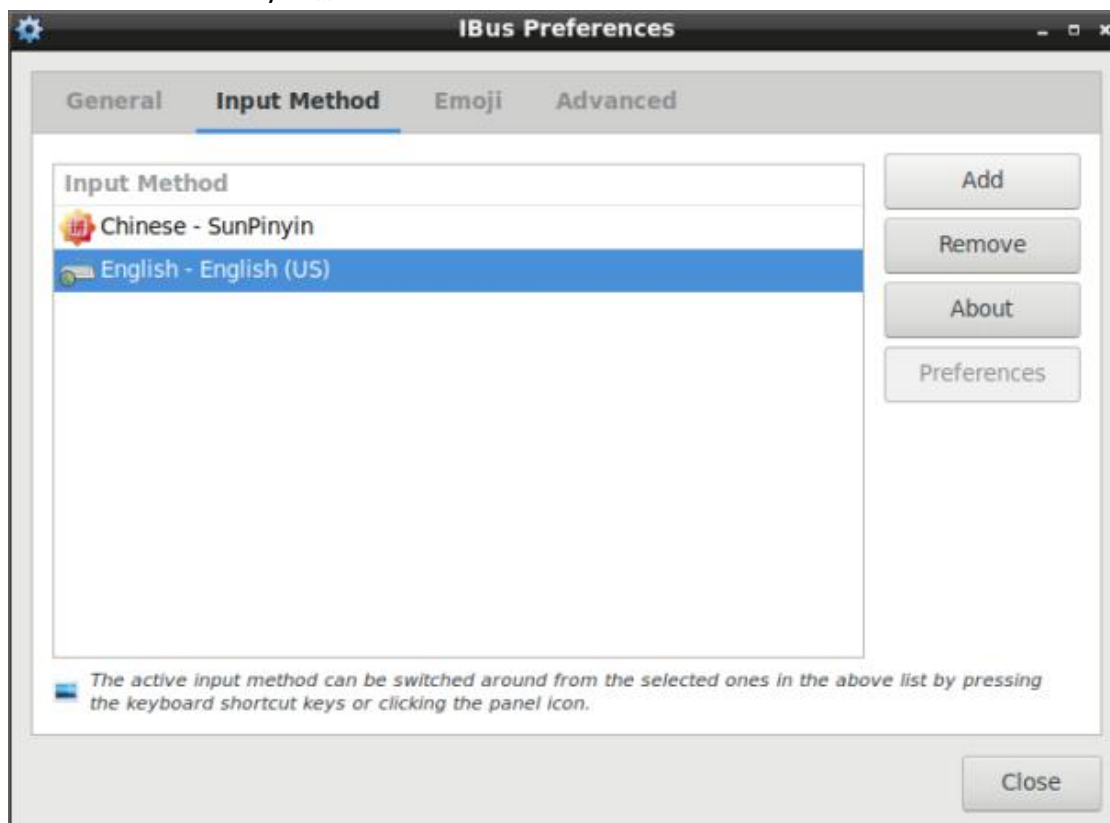 IBus Preferences
General Input Method Emoji Advanced
Input Method
Add
Chinese - SunPinyin
Remove
English - English (US)
About
Preferences
The active input method can be switched around from the selected ones in the above list by pressing
the keyboard shortcut keys or clicking the panel icon.
Close